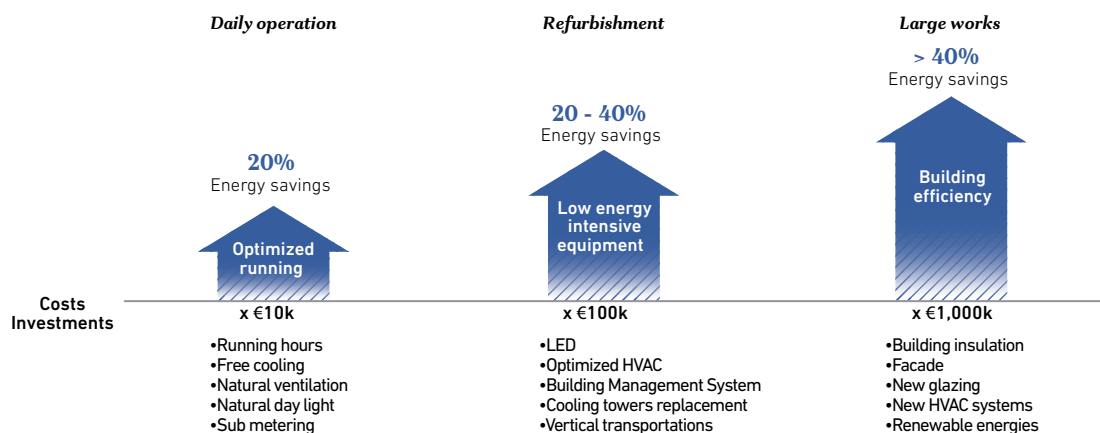 Daily operation
Refurbishment
Large works
20%
Energy savings
20 - 40%
Energy savings
> 40%
Energy savings
Optimized
running
Low energy
intensive
equipment
Building
efficiency
Costs
Investments
x €10k
x €100k
x €1,000k
•Running hours
•Free cooling
•Natural ventilation
•Natural day light
•Sub metering
•LED
•Optimized HVAC
•Building Management System
•Cooling towers replacement
•Vertical transportations
•Building insulation
•Facade
•New glazing
•New HVAC systems
•Renewable energies